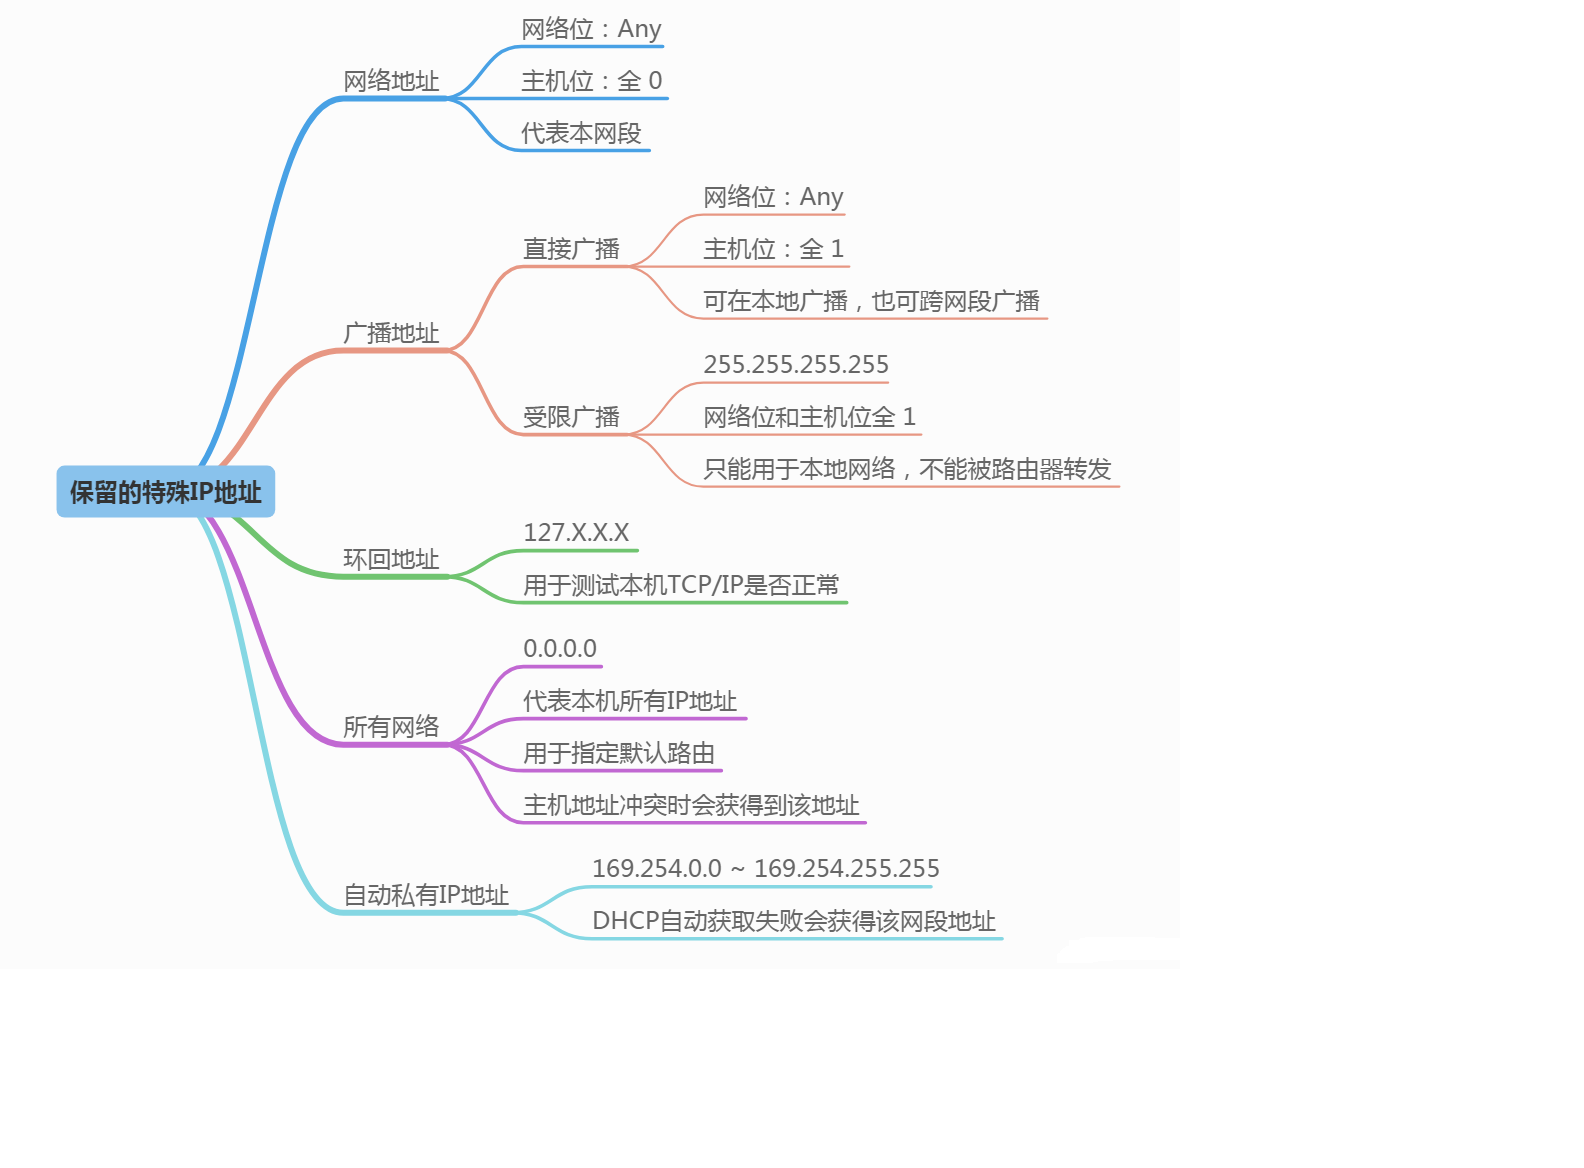 保留的特殊IP地址
网络地址
网络位：Any
主机位：全 0
代表本网段
广播地址
直接广播
网络位：Any
主机位：全 1
可在本地广播，也可跨网段广播
受限广播
255.255.255.255
网络位和主机位全 1
只能用于本地网络，不能被路由器转发
环回地址
127.X.X.X
用于测试本机TCP/IP是否正常
所有网络
0.0.0.0
代表本机所有IP地址
用于指定默认路由
主机地址冲突时会获得到该地址
自动私有IP地址
169.254.0.0 ~ 169.254.255.255
DHCP自动获取失败会获得该网段地址